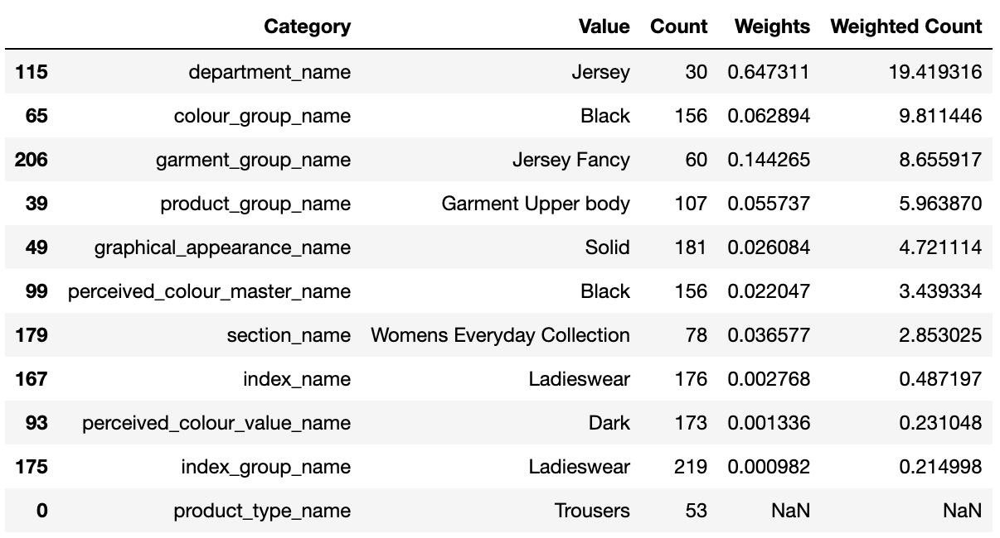 Category Value Count Weights Weighted Count
115 department_name Jersey 30 0.647311 19.419316
65 colour_group_name Black 156 0.062894 9.811446
206 garment_group_name Jersey Fancy 60 0.144265 8.655917
39 product_group_name Garment Upper body 107 0.055737 5.963870
49 graphical_appearance_name Solid 181 0.026084 4.721114
99 perceived_colour_master_name Black 156 0.022047 3.439334
179 section_name Womens Everyday Collection 78 0.036577 2.853025
167 index_name Ladieswear 176 0.002768 0.487197
93 perceived_colour_value_name Dark 173 0.001336 0.231048
175 index_group_name Ladieswear 219 0.000982 0.214998
0 product_type_name Trousers 53 NaN NaN